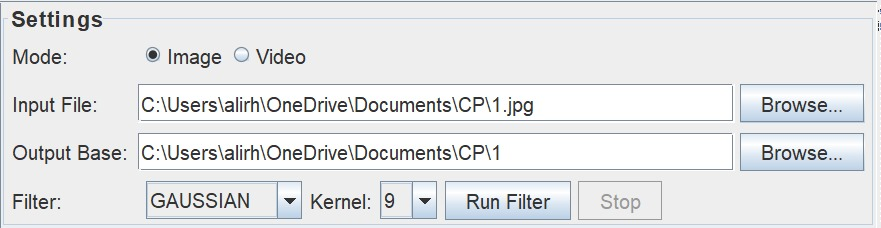 Settings
Mode: Image Video
Input File: C:\Users\alirh\OneDrive\Documents\CP\1.jpg Browse...
Output Base: C:\Users\alirh\OneDrive\Documents\CP\1 Browse...
Filter: GAUSSIAN Kernel: 9 Run Filter Stop